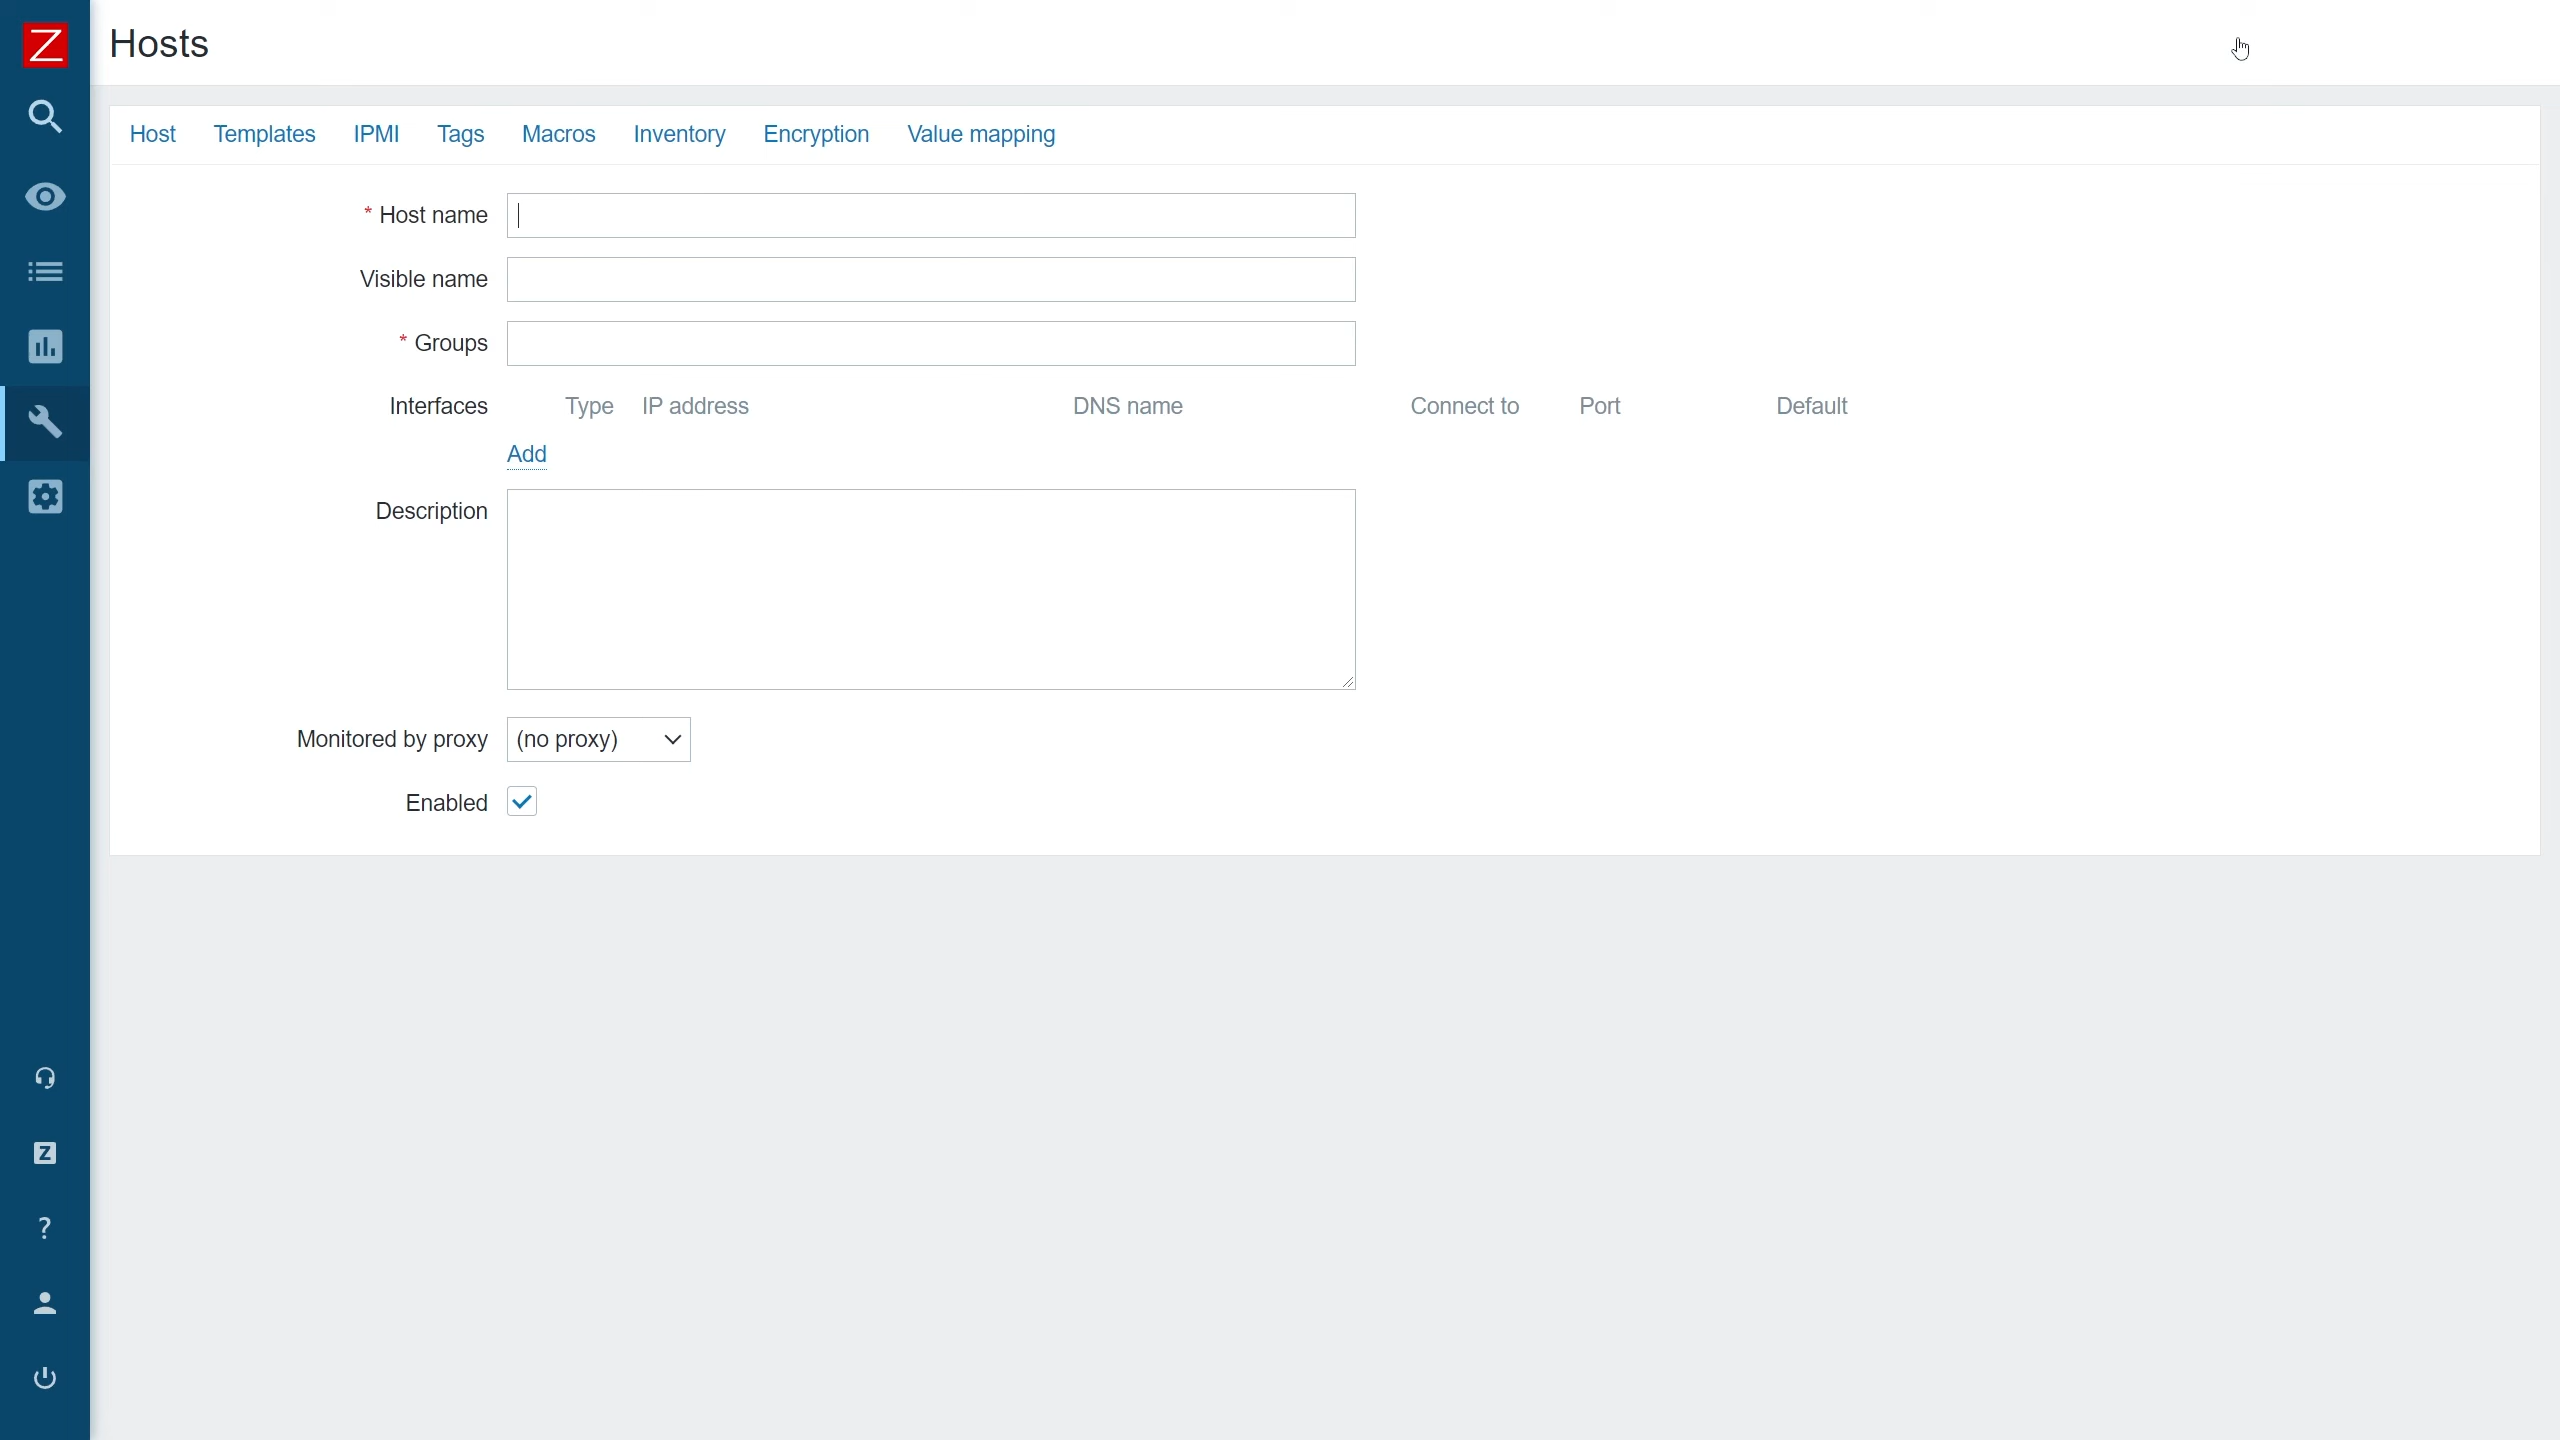 Z
Hosts
Host Templates IPMI Tags Macros Inventory Encryption Value mapping
* Host name
Visible name
* Groups
Interfaces Type IP address DNS name Connect to Port Default
Add
Description
Monitored by proxy (no proxy)
Enabled
Z
?